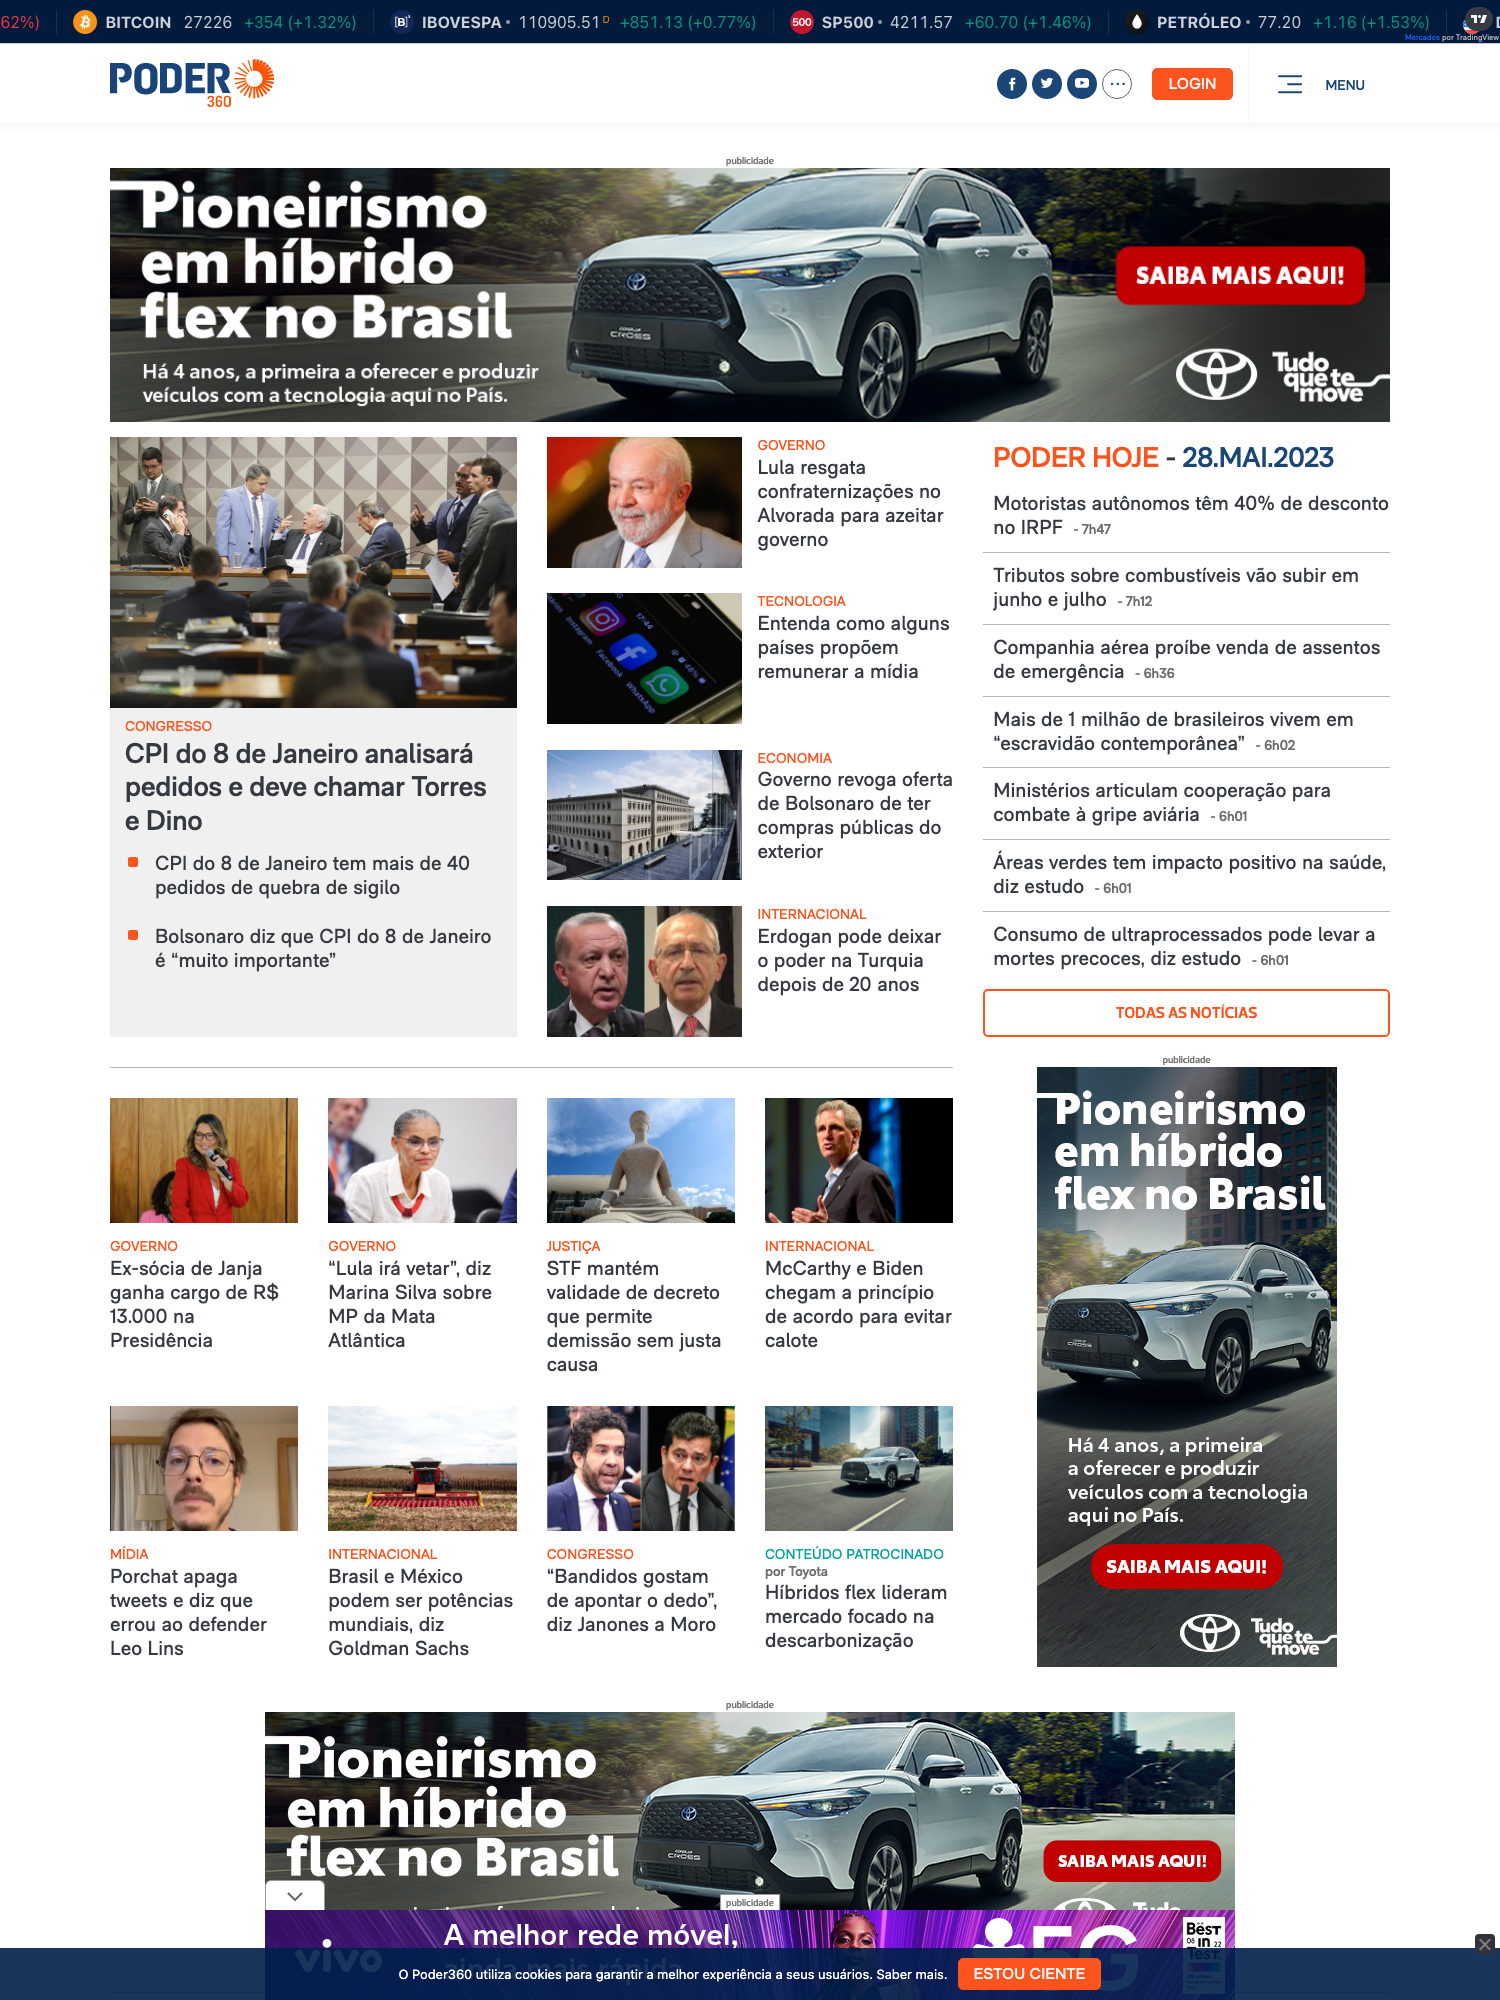 62%)
BITCOIN 27226 +354 (+1.32%)
IBOVESPA 110905.51 D +851.13 (+0.77%)
500 SP500 4211.57 +60.70 (+1.46%)
PETRÓLEO 77.20 +1.16 (+1.53%)
Mercados por TradingView
PODER
360
LOGIN
MENU
publicidade
Pioneirismo
em híbrido
flex no Brasil
Há 4 anos, a primeira a oferecer e produzir
veículos com a tecnologia aqui no País.
COROLLA
CROSS
SAIBA MAIS AQUI!
Tudo
que te
move
CONGRESSO
CPI do 8 de Janeiro analisará
pedidos e deve chamar Torres
e Dino
CPI do 8 de Janeiro tem mais de 40
pedidos de quebra de sigilo
Bolsonaro diz que CPI do 8 de Janeiro
é “muito importante”
GOVERNO
Lula resgata
confraternizações no
Alvorada para azeitar
governo
17:44
48%
Instagram
Facebook
WhatsApp
TECNOLOGIA
Entenda como alguns
países propõem
remunerar a mídia
ECONOMIA
Governo revoga oferta
de Bolsonaro de ter
compras públicas do
exterior
INTERNACIONAL
Erdogan pode deixar
o poder na Turquia
depois de 20 anos
PODER HOJE - 28.MAI.2023
Motoristas autônomos têm 40% de desconto
no IRPF - 7h47
Tributos sobre combustíveis vão subir em
junho e julho - 7h12
Companhia aérea proíbe venda de assentos
de emergência - 6h36
Mais de 1 milhão de brasileiros vivem em
“escravidão contemporânea” - 6h02
Ministérios articulam cooperação para
combate à gripe aviária - 6h01
Áreas verdes tem impacto positivo na saúde,
diz estudo - 6h01
Consumo de ultraprocessados pode levar a
mortes precoces, diz estudo - 6h01
TODAS AS NOTÍCIAS
GOVERNO
Ex-sócia de Janja
ganha cargo de R$
13.000 na
Presidência
GOVERNO
“Lula irá vetar”, diz
Marina Silva sobre
MP da Mata
Atlântica
JUSTIÇA
STF mantém
validade de decreto
que permite
demissão sem justa
causa
INTERNACIONAL
McCarthy e Biden
chegam a princípio
de acordo para evitar
calote
MÍDIA
Porchat apaga
tweets e diz que
errou ao defender
Leo Lins
INTERNACIONAL
Brasil e México
podem ser potências
mundiais, diz
Goldman Sachs
CONGRESSO
“Bandidos gostam
de apontar o dedo”,
diz Janones a Moro
CONTEÚDO PATROCINADO
por Toyota
Híbridos flex lideram
mercado focado na
descarbonização
publicidade
Pioneirismo
em híbrido
flex no Brasil
CROSS
Há 4 anos, a primeira
a oferecer e produzir
veículos com a tecnologia
aqui no País.
SAIBA MAIS AQUI!
Tudo
que te
move
publicidade
Pioneirismo
em híbrido
flex no Brasil
COROLLA
CROSS
SAIBA MAIS AQUI!
Tudo
publicidade
vivo
A melhor rede móvel,
ainda mais rápida
5G
Best
08 in 22
Test
O Poder360 utiliza cookies para garantir a melhor experiência a seus usuários. Saber mais.
ESTOU CIENTE